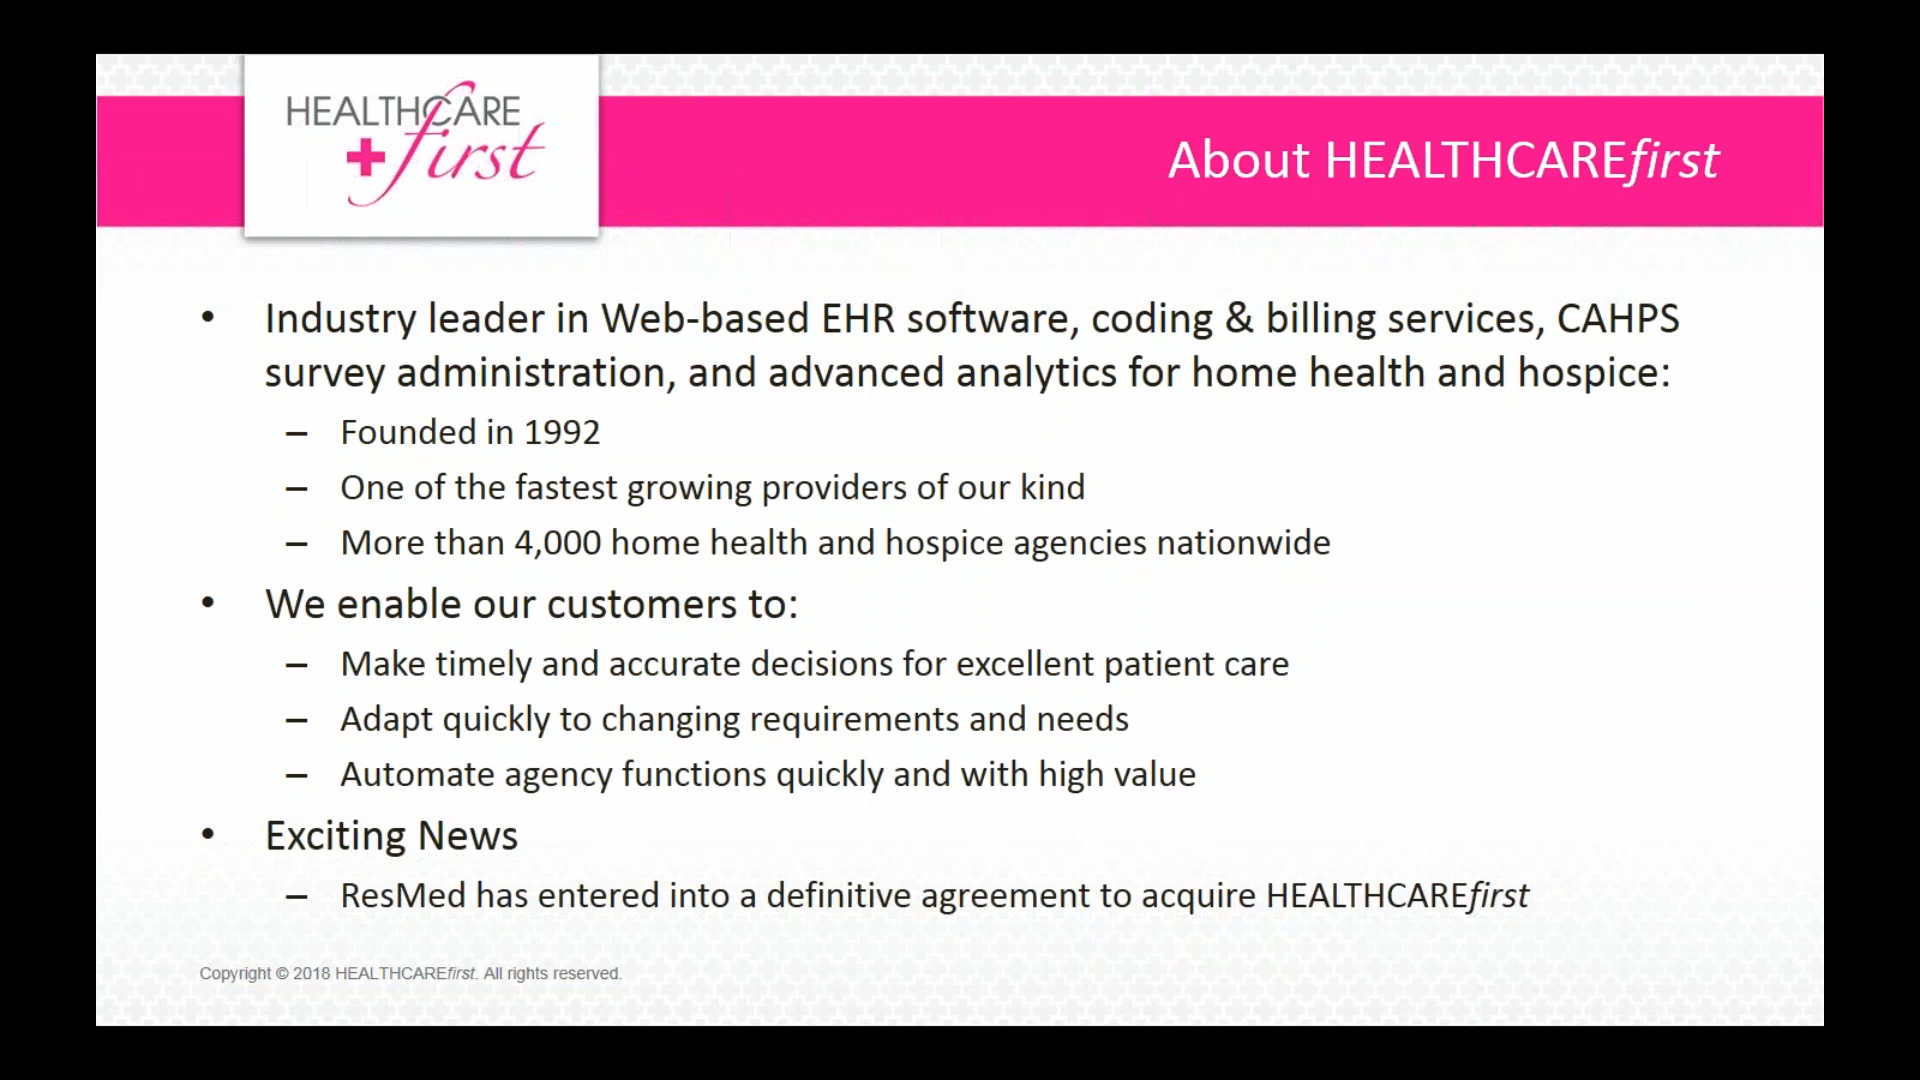 HEALTHCARE
+first
About HEALTHCAREfirst
• Industry leader in Web-based EHR software, coding & billing services, CAHPS
survey administration, and advanced analytics for home health and hospice:
– Founded in 1992
– One of the fastest growing providers of our kind
– More than 4,000 home health and hospice agencies nationwide
• We enable our customers to:
– Make timely and accurate decisions for excellent patient care
– Adapt quickly to changing requirements and needs
– Automate agency functions quickly and with high value
• Exciting News
– ResMed has entered into a definitive agreement to acquire HEALTHCAREfirst
Copyright © 2018 HEALTHCAREfirst. All rights reserved.